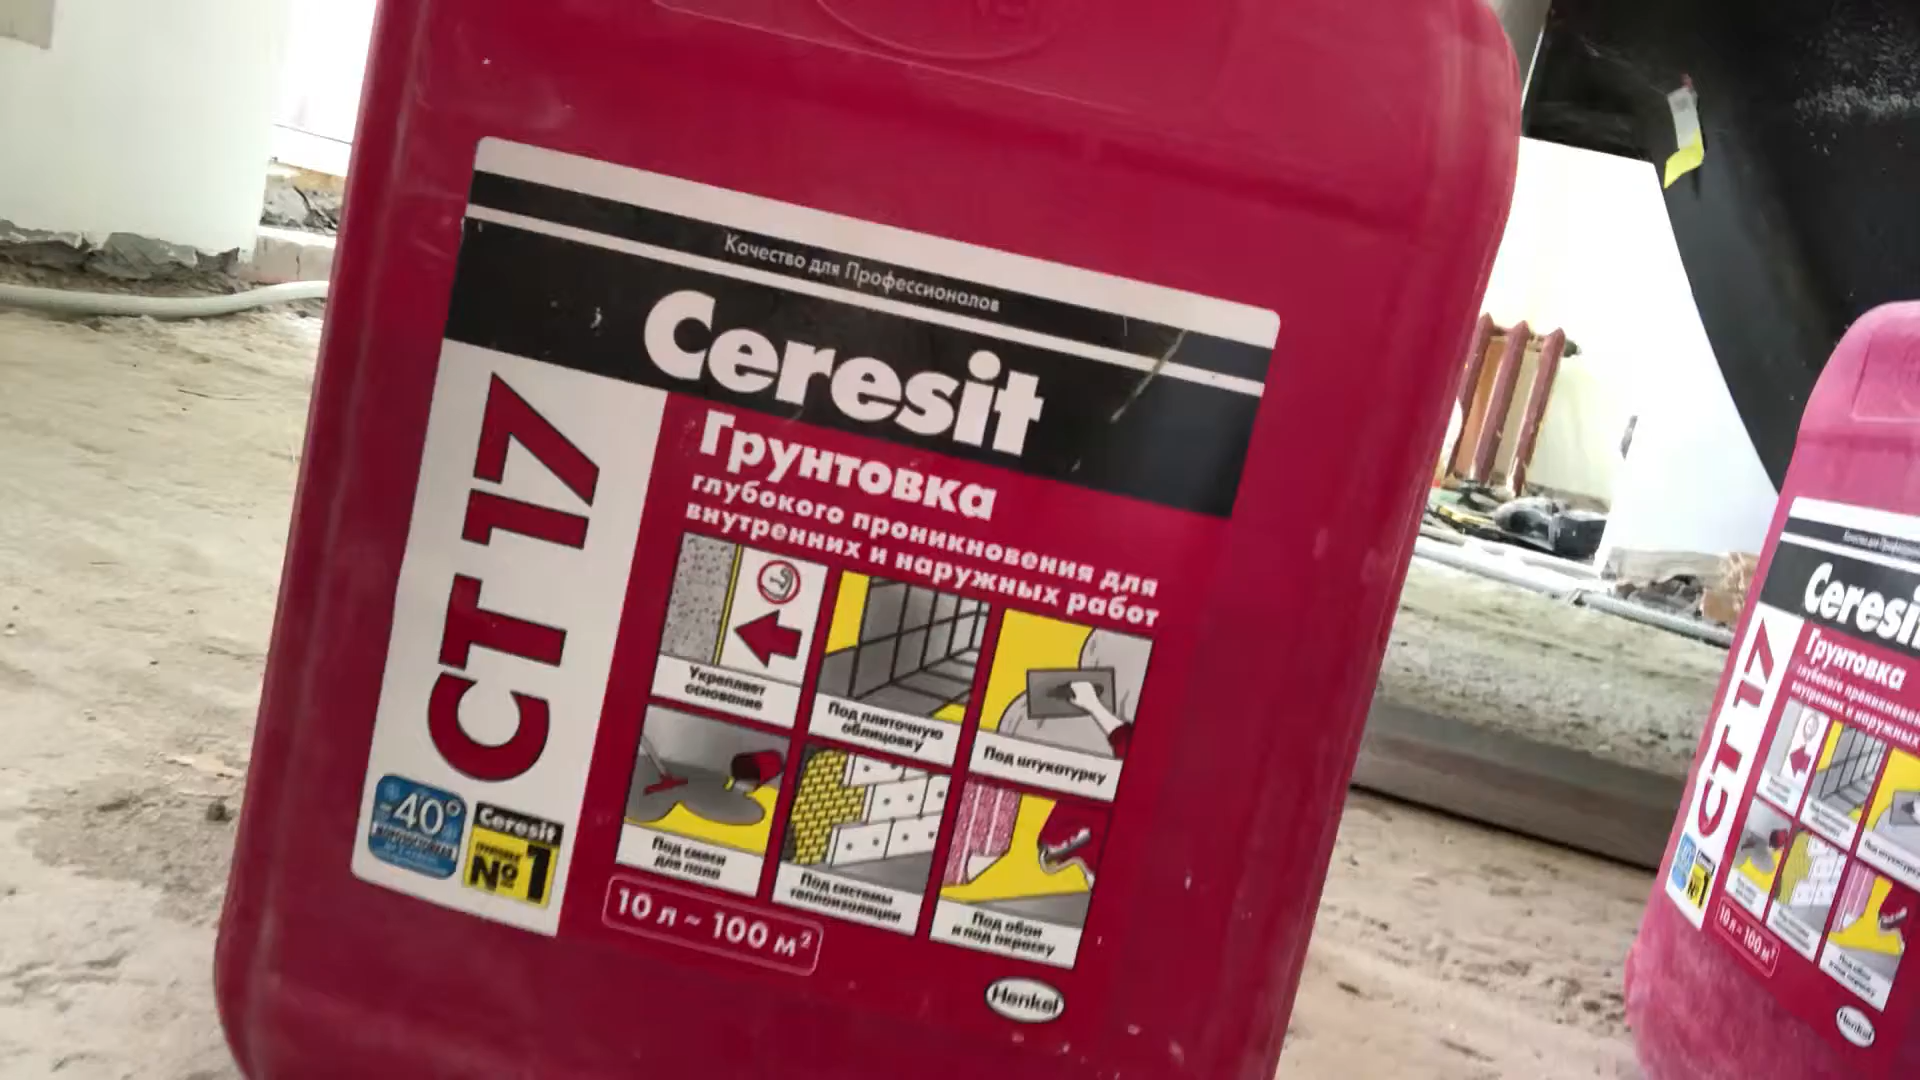 Качество для Профессионалов
Ceresit
CT 17
Грунтовка
глубокого проникновения для
внутренних и наружных работ
Укрепляет
основание
Под плиточную
облицовку
Под штукатурку
Под смеси
для пола
Под системы
теплоизоляции
Под обои
и под окраску
-40°
Ceresit
№1
10 л ~ 100 м²
Henkel
Ceresi
CT 17
Грунтовка
10 л ~ 100 м²
Henkel